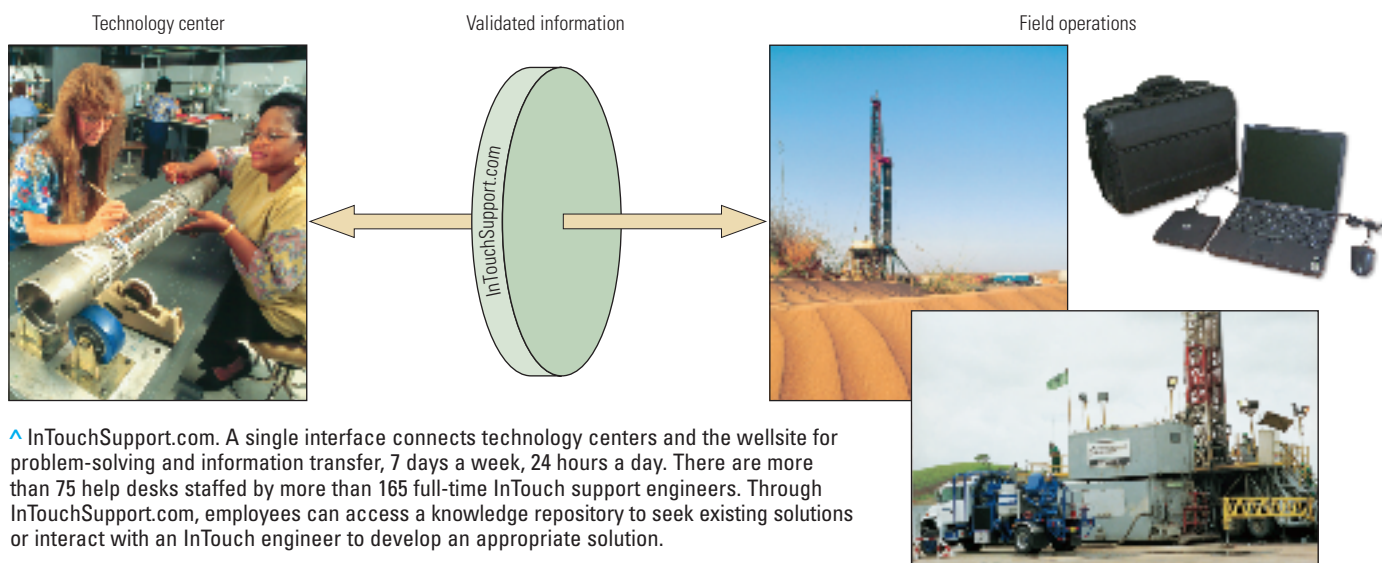 Technology center
Validated information
Field operations
InTouchSupport.com
^ InTouchSupport.com. A single interface connects technology centers and the wellsite for
problem-solving and information transfer, 7 days a week, 24 hours a day. There are more
than 75 help desks staffed by more than 165 full-time InTouch support engineers. Through
InTouchSupport.com, employees can access a knowledge repository to seek existing solutions
or interact with an InTouch engineer to develop an appropriate solution.